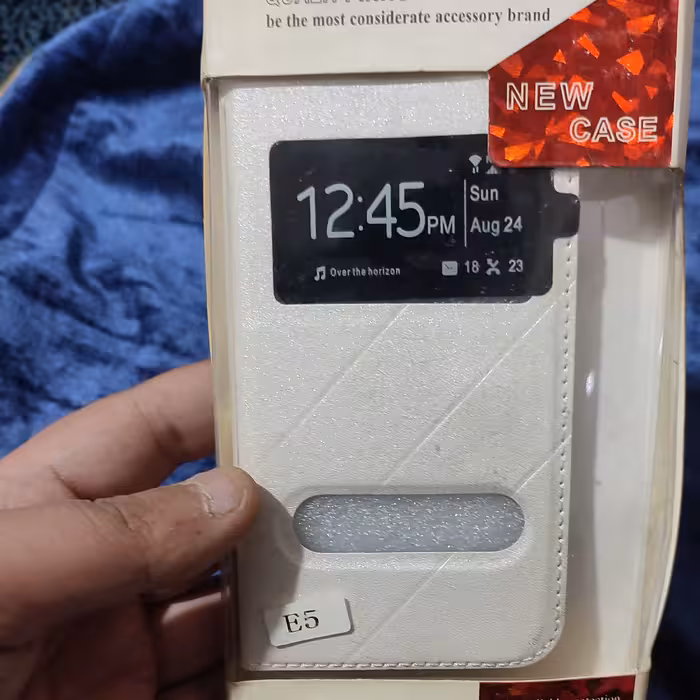 be the most considerate accessory brand
NEW
CASE
12:45PM
Sun
Aug 24
Over the horizon
18
23
E5